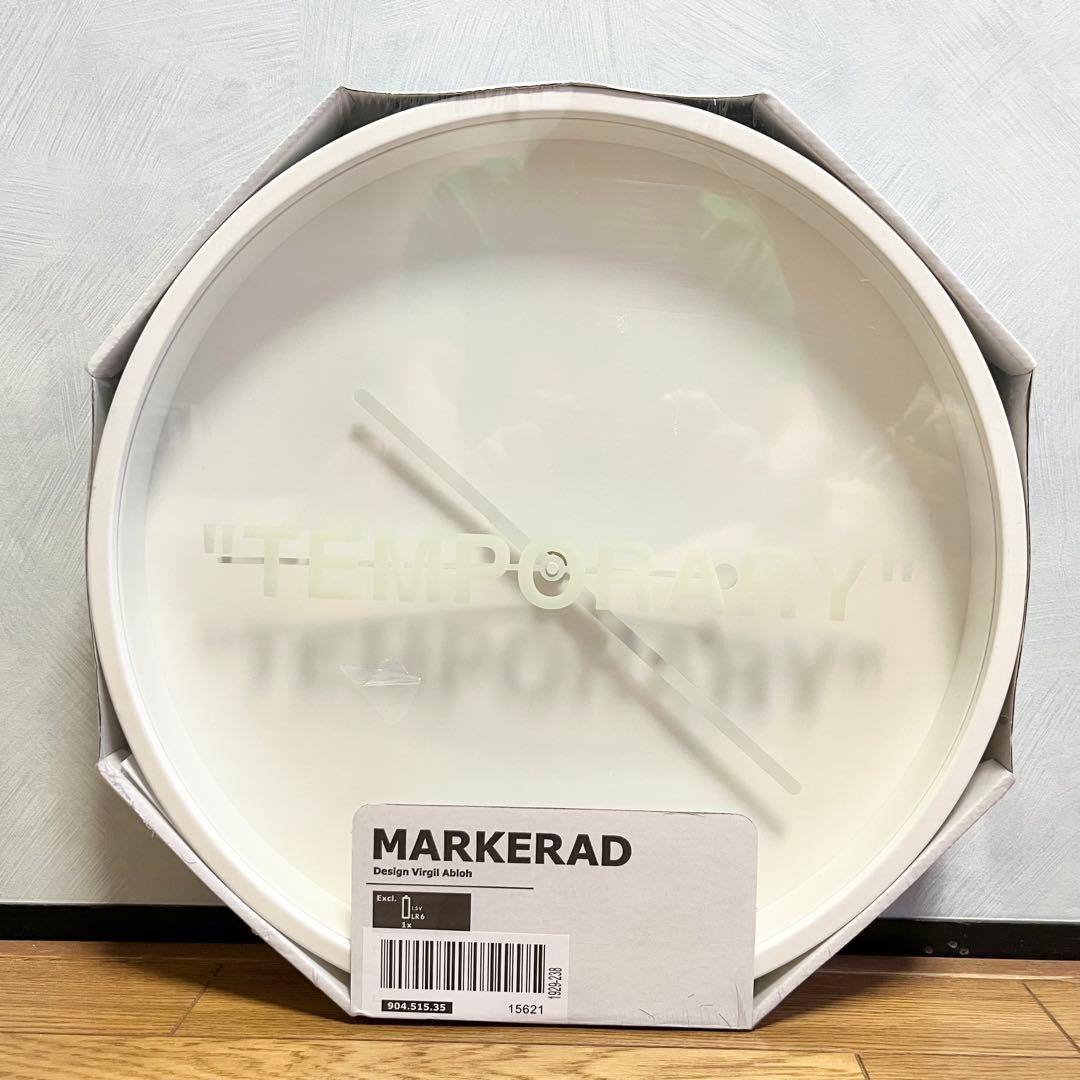 "TEMPORARY"
MARKERAD
Design Virgil Abloh
Excl.
1.5V
LR6
1x
1929-238
904.515.35
15621